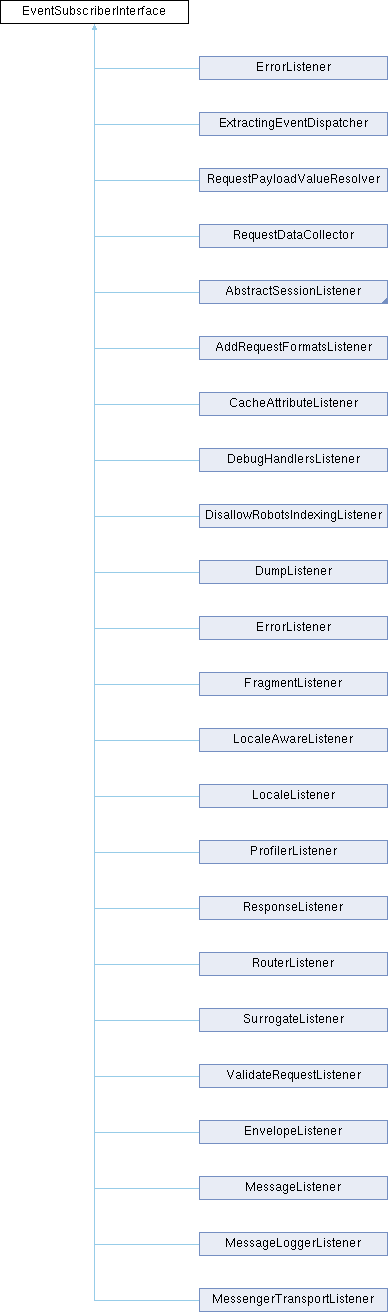 EventSubscriberInterface
ErrorListener
ExtractingEventDispatcher
RequestPayloadValueResolver
RequestDataCollector
AbstractSessionListener
AddRequestFormatsListener
CacheAttributeListener
DebugHandlersListener
DisallowRobotsIndexingListener
DumpListener
ErrorListener
FragmentListener
LocaleAwareListener
LocaleListener
ProfilerListener
ResponseListener
RouterListener
SurrogateListener
ValidateRequestListener
EnvelopeListener
MessageListener
MessageLoggerListener
MessengerTransportListener